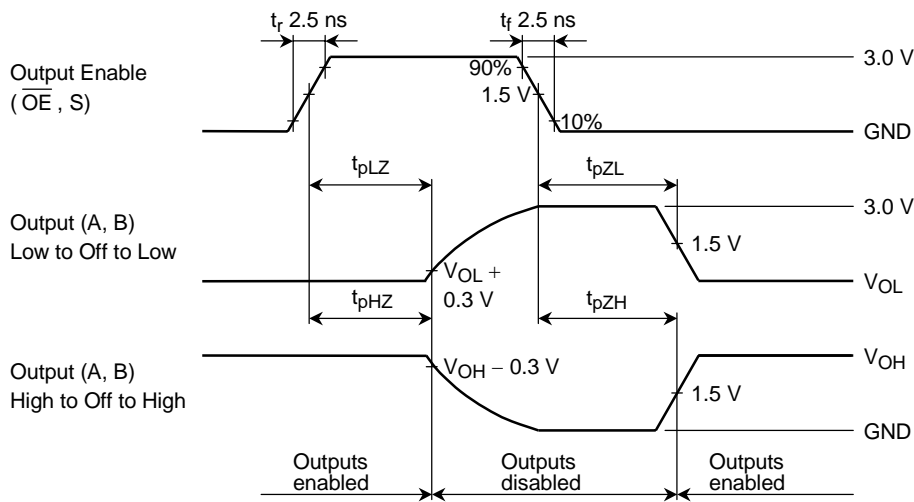 tr 2.5 ns
tf 2.5 ns
Output Enable
( OE , S)
90%
1.5 V
10%
3.0 V
GND
tpLZ
tpZL
Output (A, B)
Low to Off to Low
3.0 V
1.5 V
VOL +
0.3 V
VOL
tpHZ
tpZH
Output (A, B)
High to Off to High
VOH − 0.3 V
VOH
1.5 V
GND
Outputs
enabled
Outputs
disabled
Outputs
enabled